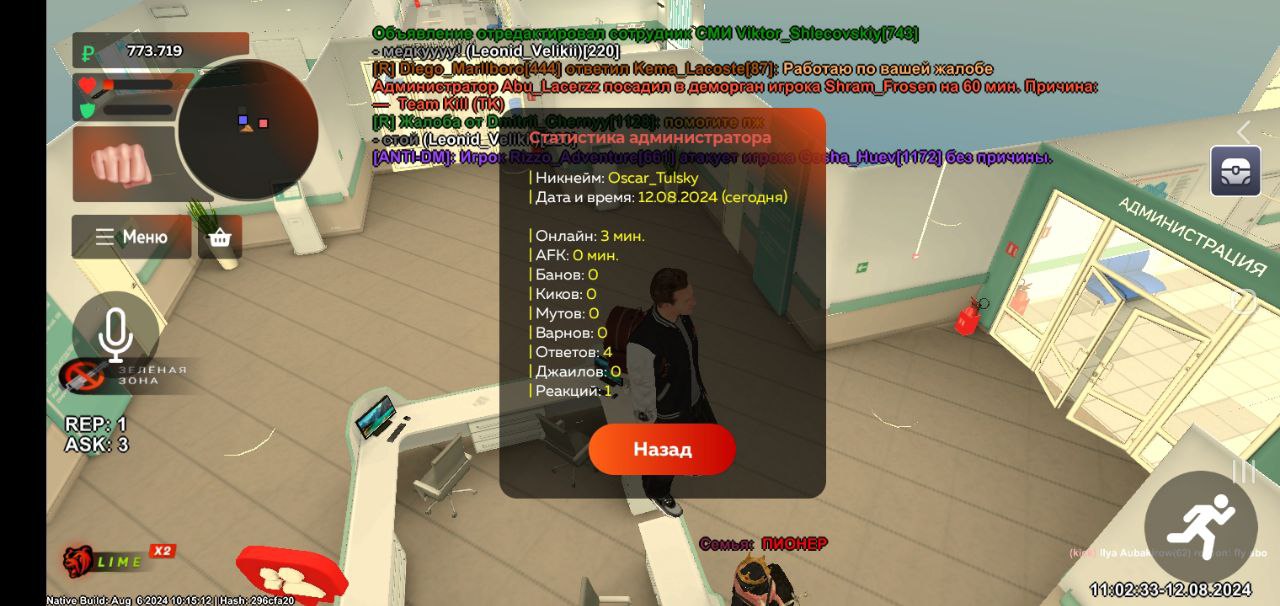 773.719
Объявление отредактировал сотрудник СМИ Viktor_Shlecovskiy[743]
- медкуууу! (Leonid_Velikii)[220]
[R] Diego_Marllboro[444] ответил Kema_Lacoste[87]: Работаю по вашей жалобе
Администратор Abu_Lacerzz посадил в деморган игрока Shram_Frosen на 60 мин. Причина:
— Team Kill (TK)
[R] Жалоба от Dmitrii_Chernyy[1128]: помогите пж
- стой (Leonid_Velikii)
[ANTI-DM]: Игрок Rizzo_Adventure[661] атакует игрока Gosha_Huev[1172] без причины.
Статистика администратора
| Никнейм: Oscar_Tulsky
| Дата и время: 12.08.2024 (сегодня)
| Онлайн: 3 мин.
| AFK: 0 мин.
| Банов: 0
| Киков: 0
| Мутов: 0
| Варнов: 0
| Ответов: 4
| Джаилов: 0
| Реакций: 1
Назад
Меню
ЗЕЛЁНАЯ
ЗОНА
REP: 1
ASK: 3
АДМИНИСТРАЦИЯ
LIME X2
Семья: ПИОНЕР
Ilya Aubakirow(62)
11:02:33-12.08.2024
Native Build: Aug 6 2024 10:15:12 | Hash: 296cfa20